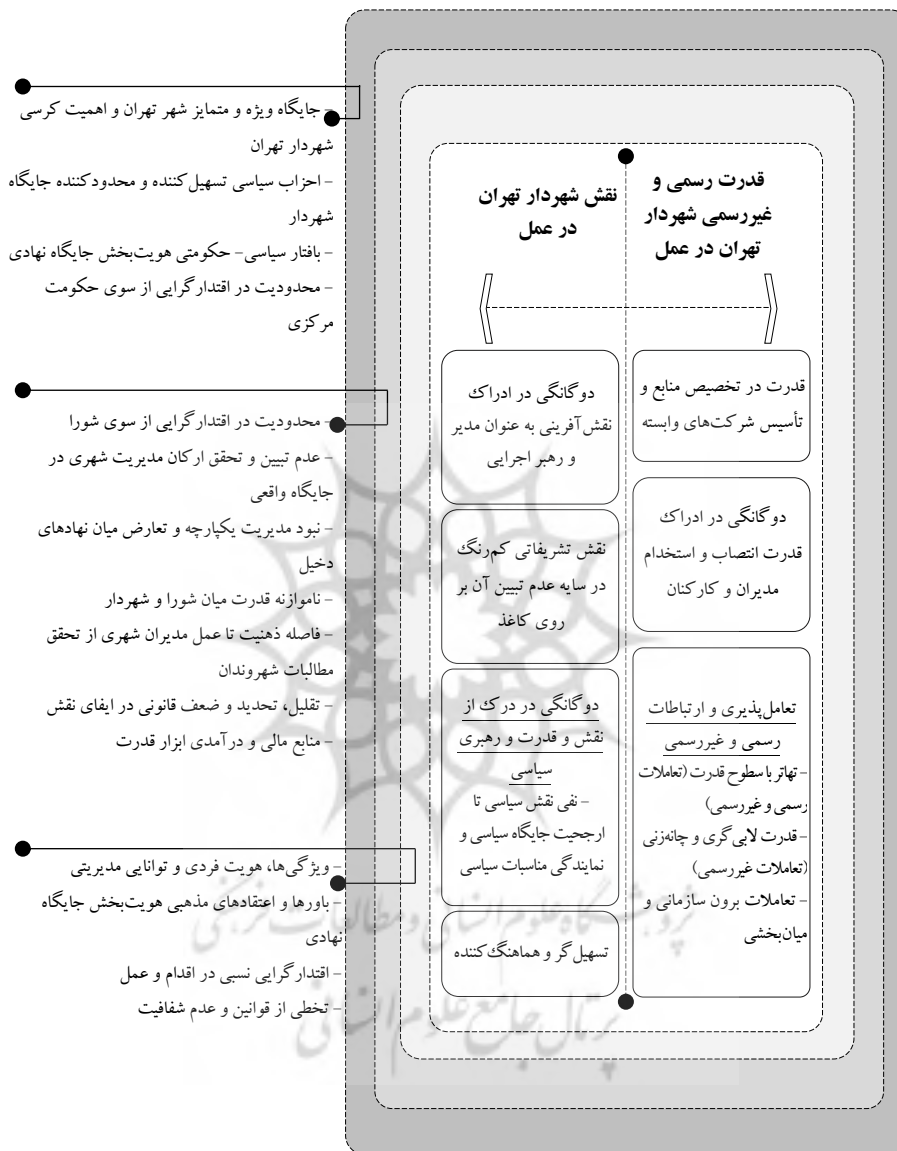 - جایگاه ویژه و متمایز شهر تهران و اهمیت کرسی
شهردار تهران
- احزاب سیاسی تسهیل‌کننده و محدودکننده جایگاه
شهردار
- بافتار سیاسی- حکومتی هویت‌بخش جایگاه نهادی
- محدودیت در اقتدارگرایی از سوی حکومت
مرکزی
- محدودیت در اقتدارگرایی از سوی شورا
- عدم تبیین و تحقق ارکان مدیریت شهری در
جایگاه واقعی
- نبود مدیریت یکپارچه و تعارض میان نهادهای
دخیل
- ناموازنه قدرت میان شورا و شهردار
- فاصله ذهنیت تا عمل مدیران شهری از تحقق
مطالبات شهروندان
- تقلیل، تحدید و ضعف قانونی در ایفای نقش
- منابع مالی و درآمدی ابزار قدرت
- ویژگی‌ها، هویت فردی و توانایی مدیریتی
- باورها و اعتقادهای مذهبی هویت‌بخش جایگاه
نهادی
- اقتدارگرایی نسبی در اقدام و عمل
- تخطی از قوانین و عدم شفافیت
قدرت رسمی و
غیررسمی شهردار
تهران در عمل
قدرت در تخصیص منابع و
تأسیس شرکت‌های وابسته
دوگانگی در ادراک
قدرت انتصاب و استخدام
مدیران و کارکنان
تعامل‌پذیری و ارتباطات
رسمی و غیررسمی
- تهاتر با سطوح قدرت (تعاملات
رسمی و غیررسمی)
- قدرت لابی‌گری و چانه‌زنی
(تعاملات غیررسمی)
- تعاملات برون سازمانی و
میان‌بخشی
نقش شهردار تهران
در عمل
دوگانگی در ادراک
نقش‌آفرینی به عنوان مدیر
و رهبر اجرایی
نقش تشریفاتی کم‌رنگ
در سایه عدم تبیین آن بر
روی کاغذ
دوگانگی در درک از
نقش و قدرت و رهبری
سیاسی
- نفی نقش سیاسی تا
ارجحیت جایگاه سیاسی و
نمایندگی مناسبات سیاسی
تسهیل‌گر و هماهنگ‌کننده
پژوهشگاه علوم انسانی و مطالعات فرهنگی
پرتال جامع علوم انسانی